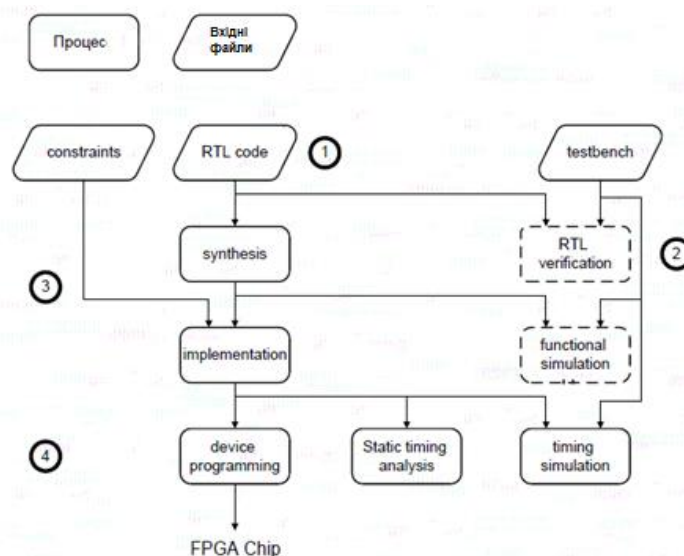 Процес
Вхідні
файли
constraints
RTL code
1
testbench
synthesis
RTL
verification
2
3
implementation
functional
simulation
4
device
programming
Static timing
analysis
timing
simulation
FPGA Chip